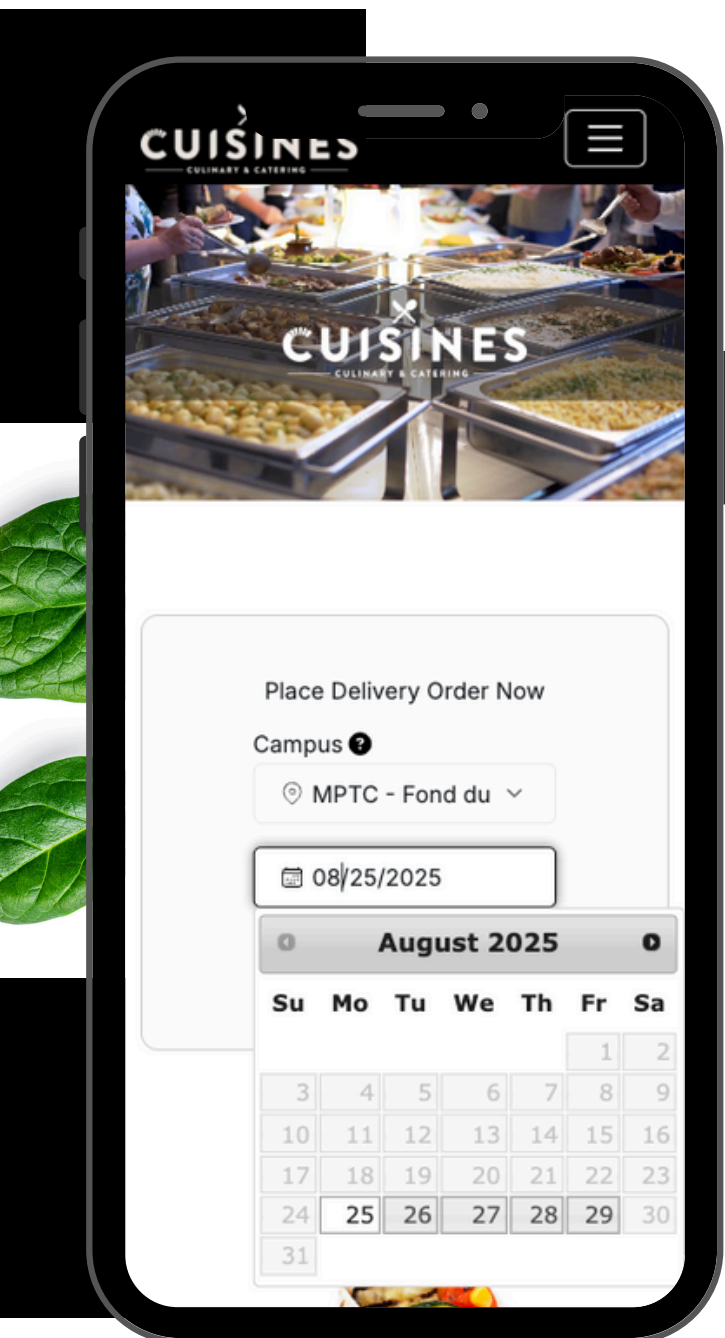 CUISINES
CULINARY & CATERING
CUISINES
CULINARY & CATERING
Place Delivery Order Now
Campus ?
MPTC - Fond du
08/25/2025
August 2025
Su Mo Tu We Th Fr Sa
1 2
3 4 5 6 7 8 9
10 11 12 13 14 15 16
17 18 19 20 21 22 23
24 25 26 27 28 29 30
31